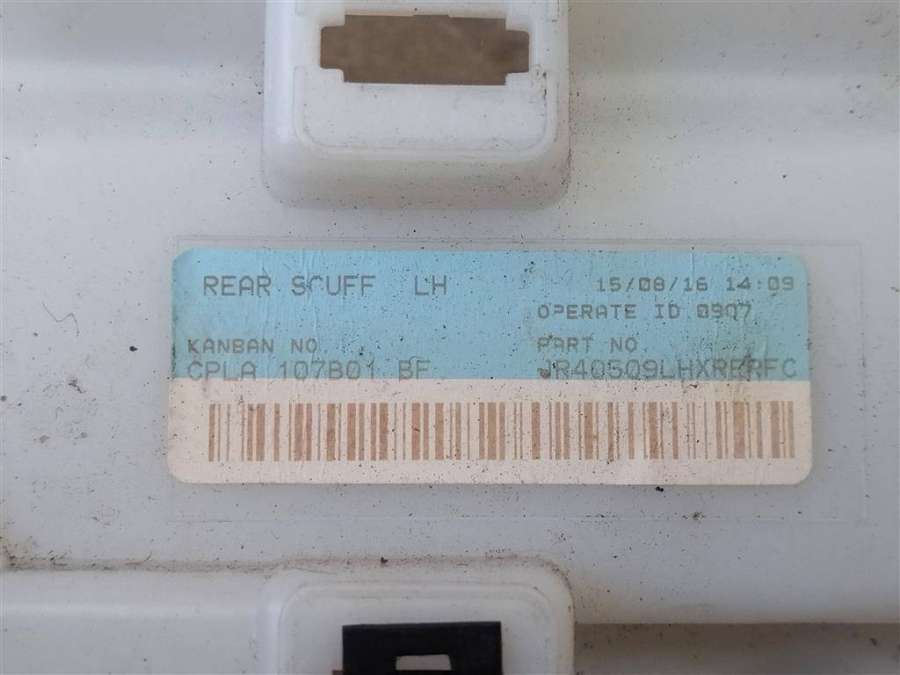 REAR SCUFF LH
15/08/16 14:09
OPERATE ID 0907
KANBAN NO.
PART NO.
CPLA 107B01 BF
JR40509LHXRFRFC